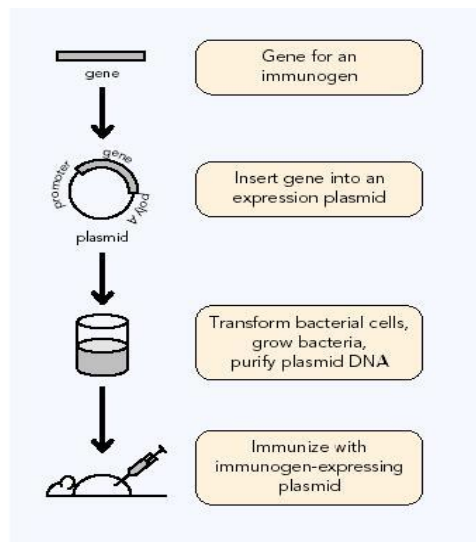 gene
Gene for an
immunogen
promoter
gene
poly A
plasmid
Insert gene into an
expression plasmid
Transform bacterial cells,
grow bacteria,
purify plasmid DNA
Immunize with
immunogen-expressing
plasmid